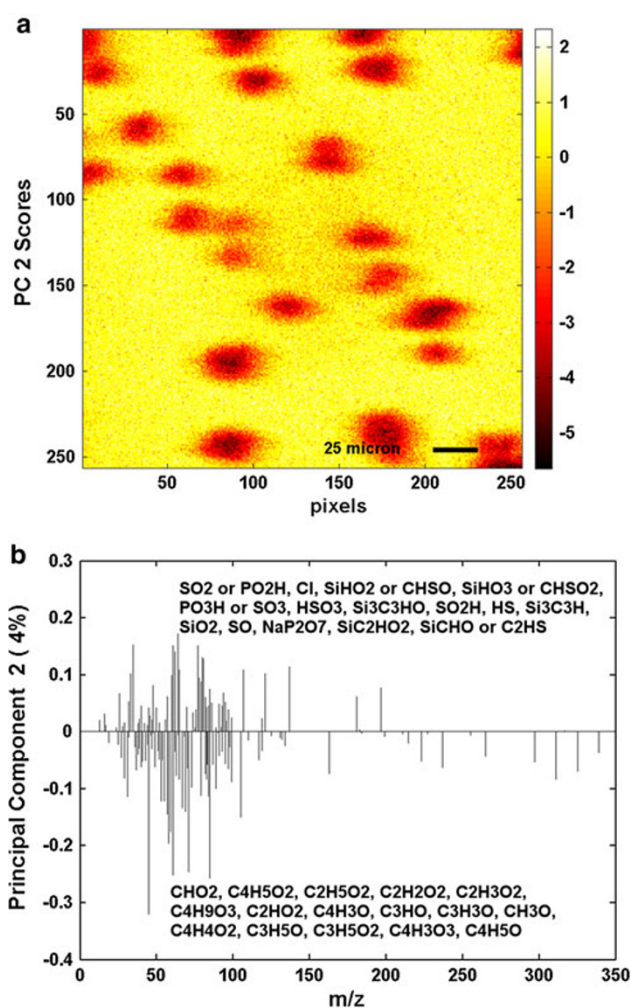 a
PC 2 Scores
50
100
150
200
250
50
100
150
200
250
pixels
25 micron
2
1
0
-1
-2
-3
-4
-5
b
Principal Component 2 ( 4%)
0.3
0.2
0.1
0
-0.1
-0.2
-0.3
-0.4
SO2 or PO2H, Cl, SiHO2 or CHSO, SiHO3 or CHSO2,
PO3H or SO3, HSO3, Si3C3HO, SO2H, HS, Si3C3H,
SiO2, SO, NaP2O7, SiC2HO2, SiCHO or C2HS
CHO2, C4H5O2, C2H5O2, C2H2O2, C2H3O2,
C4H9O3, C2HO2, C4H3O, C3HO, C3H3O, CH3O,
C4H4O2, C3H5O, C3H5O2, C4H3O3, C4H5O
0
50
100
150
200
250
300
350
m/z